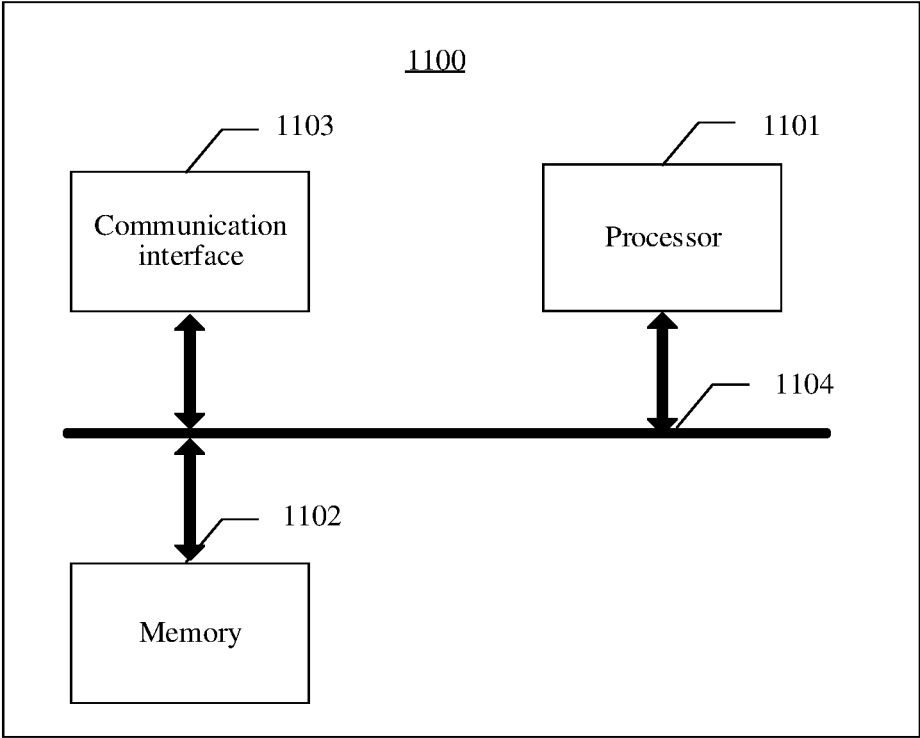 1100
1103
1101
Communication
interface
Processor
1104
1102
Memory